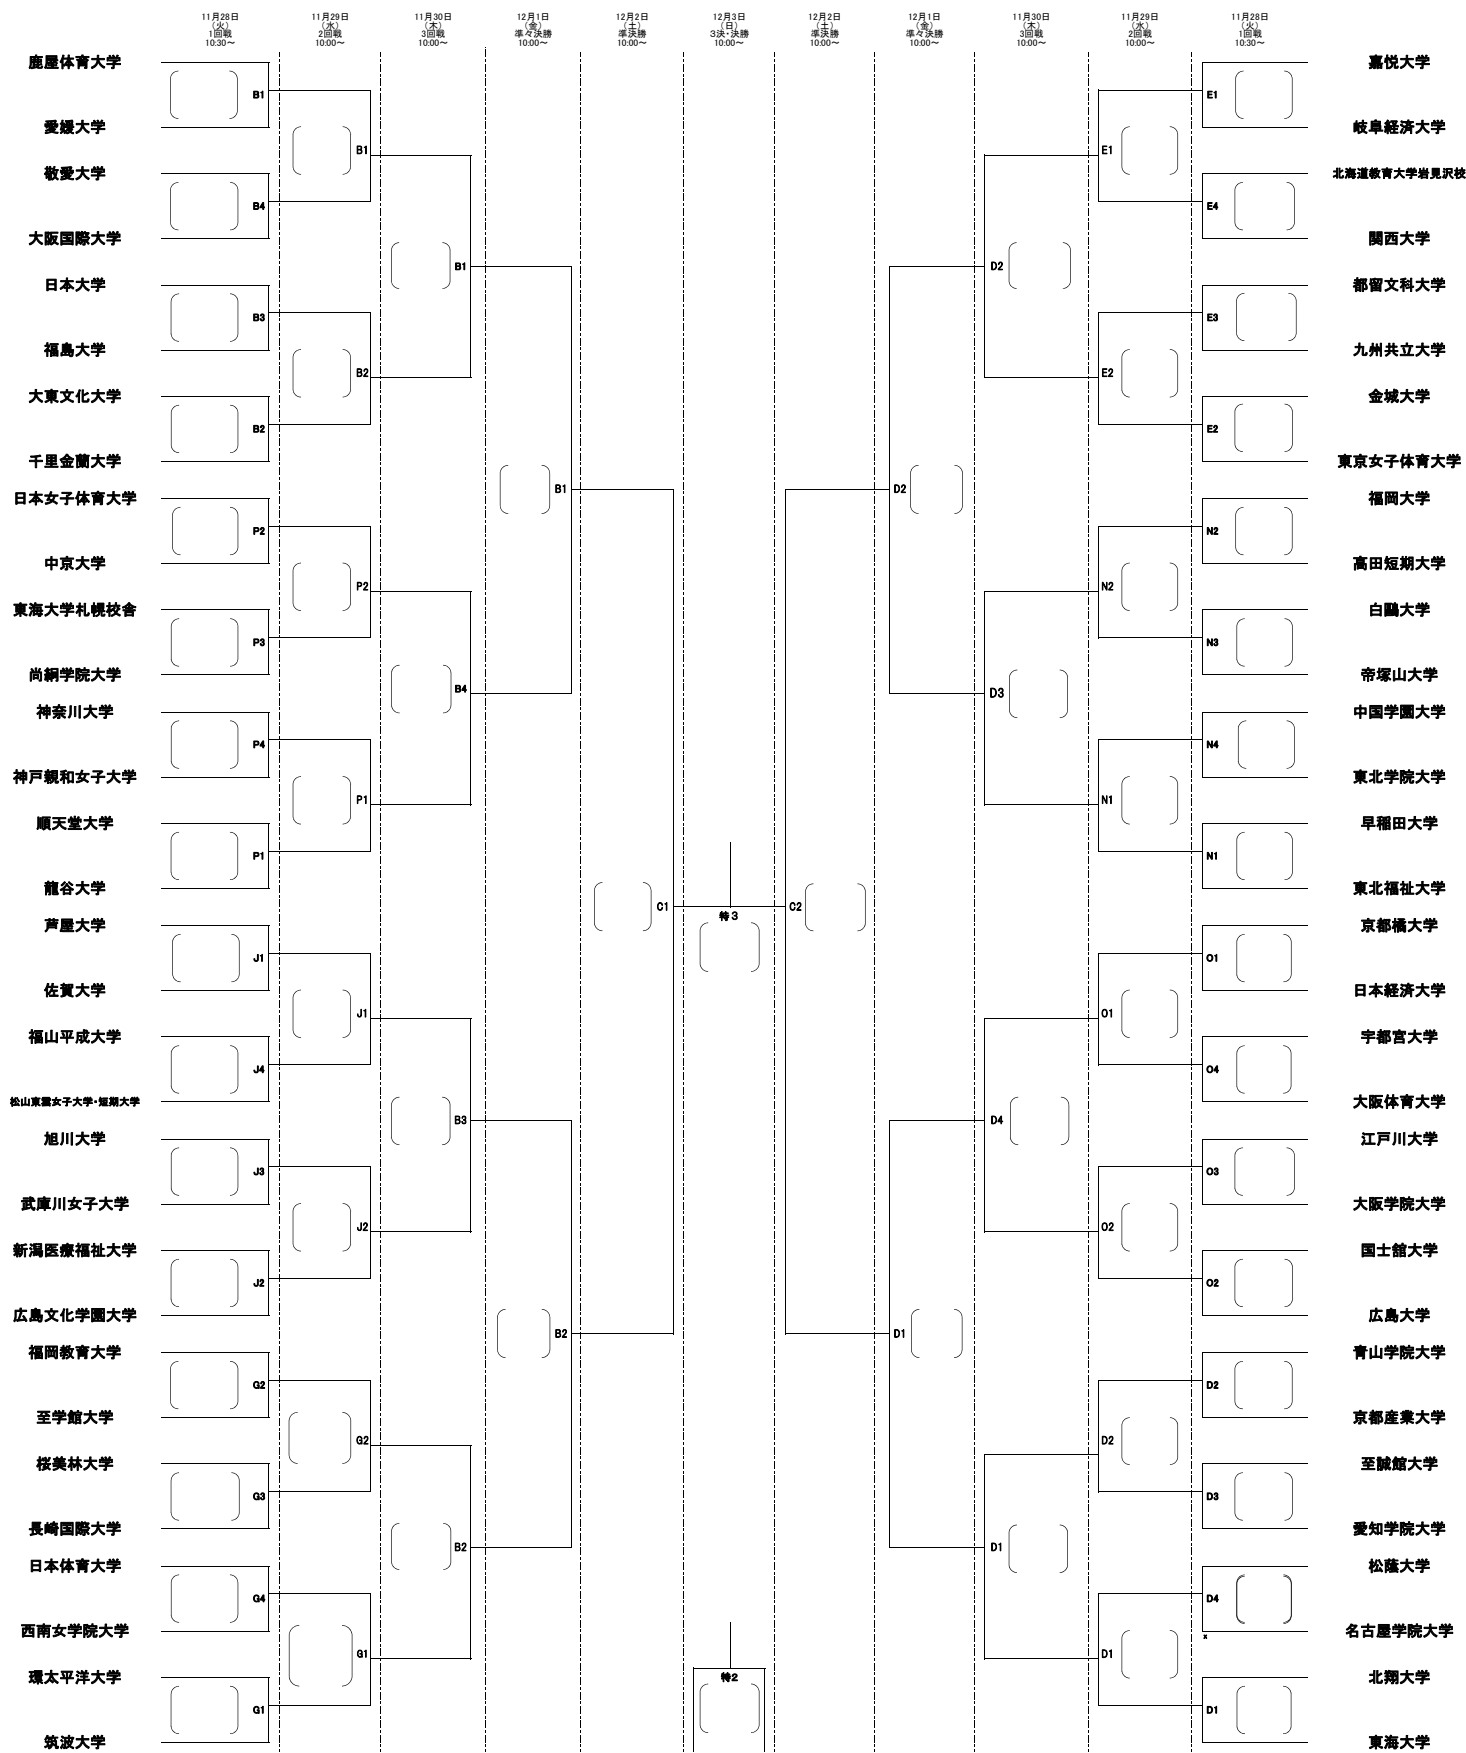 11月28日 11月29日 11月30日 12月1日 12月2日 12月3日 12月2日 12月1日 11月30日 11月29日 11月28日
(火) (水) (木) (金) (土) (日) (土) (金) (木) (水) (火)
1回戦 2回戦 3回戦 準々決勝 準決勝 3決・決勝 準決勝 準々決勝 3回戦 2回戦 1回戦
10:30～ 10:00～ 10:00～ 10:00～ 10:00～ 10:00～ 10:00～ 10:00～ 10:00～ 10:00～ 10:30～
鹿屋体育大学 嘉悦大学
B1 E1
愛媛大学 岐阜経済大学
B1 E1
敬愛大学 北海道教育大学岩見沢校
B4 E4
大阪国際大学 関西大学
B1 D2
日本大学 都留文科大学
B3 E3
福島大学 九州共立大学
B2 E2
大東文化大学 金城大学
B2 E2
千里金蘭大学 東京女子体育大学
B1 D2
日本女子体育大学 福岡大学
P2 N2
中京大学 高田短期大学
P2 N2
東海大学札幌校舎 白鷗大学
P3 N3
尚絅学院大学 帝塚山大学
B4 D3
神奈川大学 中国学園大学
P4 N4
神戸親和女子大学 東北学院大学
P1 N1
順天堂大学 早稲田大学
P1 N1
龍谷大学 東北福祉大学
C1 特3 C2
芦屋大学 京都橘大学
J1 O1
佐賀大学 日本経済大学
J1 O1
福山平成大学 宇都宮大学
J4 O4
松山東雲女子大学・短期大学 大阪体育大学
B3 D4
旭川大学 江戸川大学
J3 O3
武庫川女子大学 大阪学院大学
J2 O2
新潟医療福祉大学 国士舘大学
J2 O2
広島文化学園大学 広島大学
B2 D1
福岡教育大学 青山学院大学
G2 D2
至学館大学 京都産業大学
G2 D2
桜美林大学 至誠館大学
G3 D3
長崎国際大学 愛知学院大学
B2 D1
日本体育大学 松蔭大学
G4 D4
西南女学院大学 名古屋学院大学
x
G1 D1
環太平洋大学 特2 北翔大学
G1 D1
筑波大学 東海大学